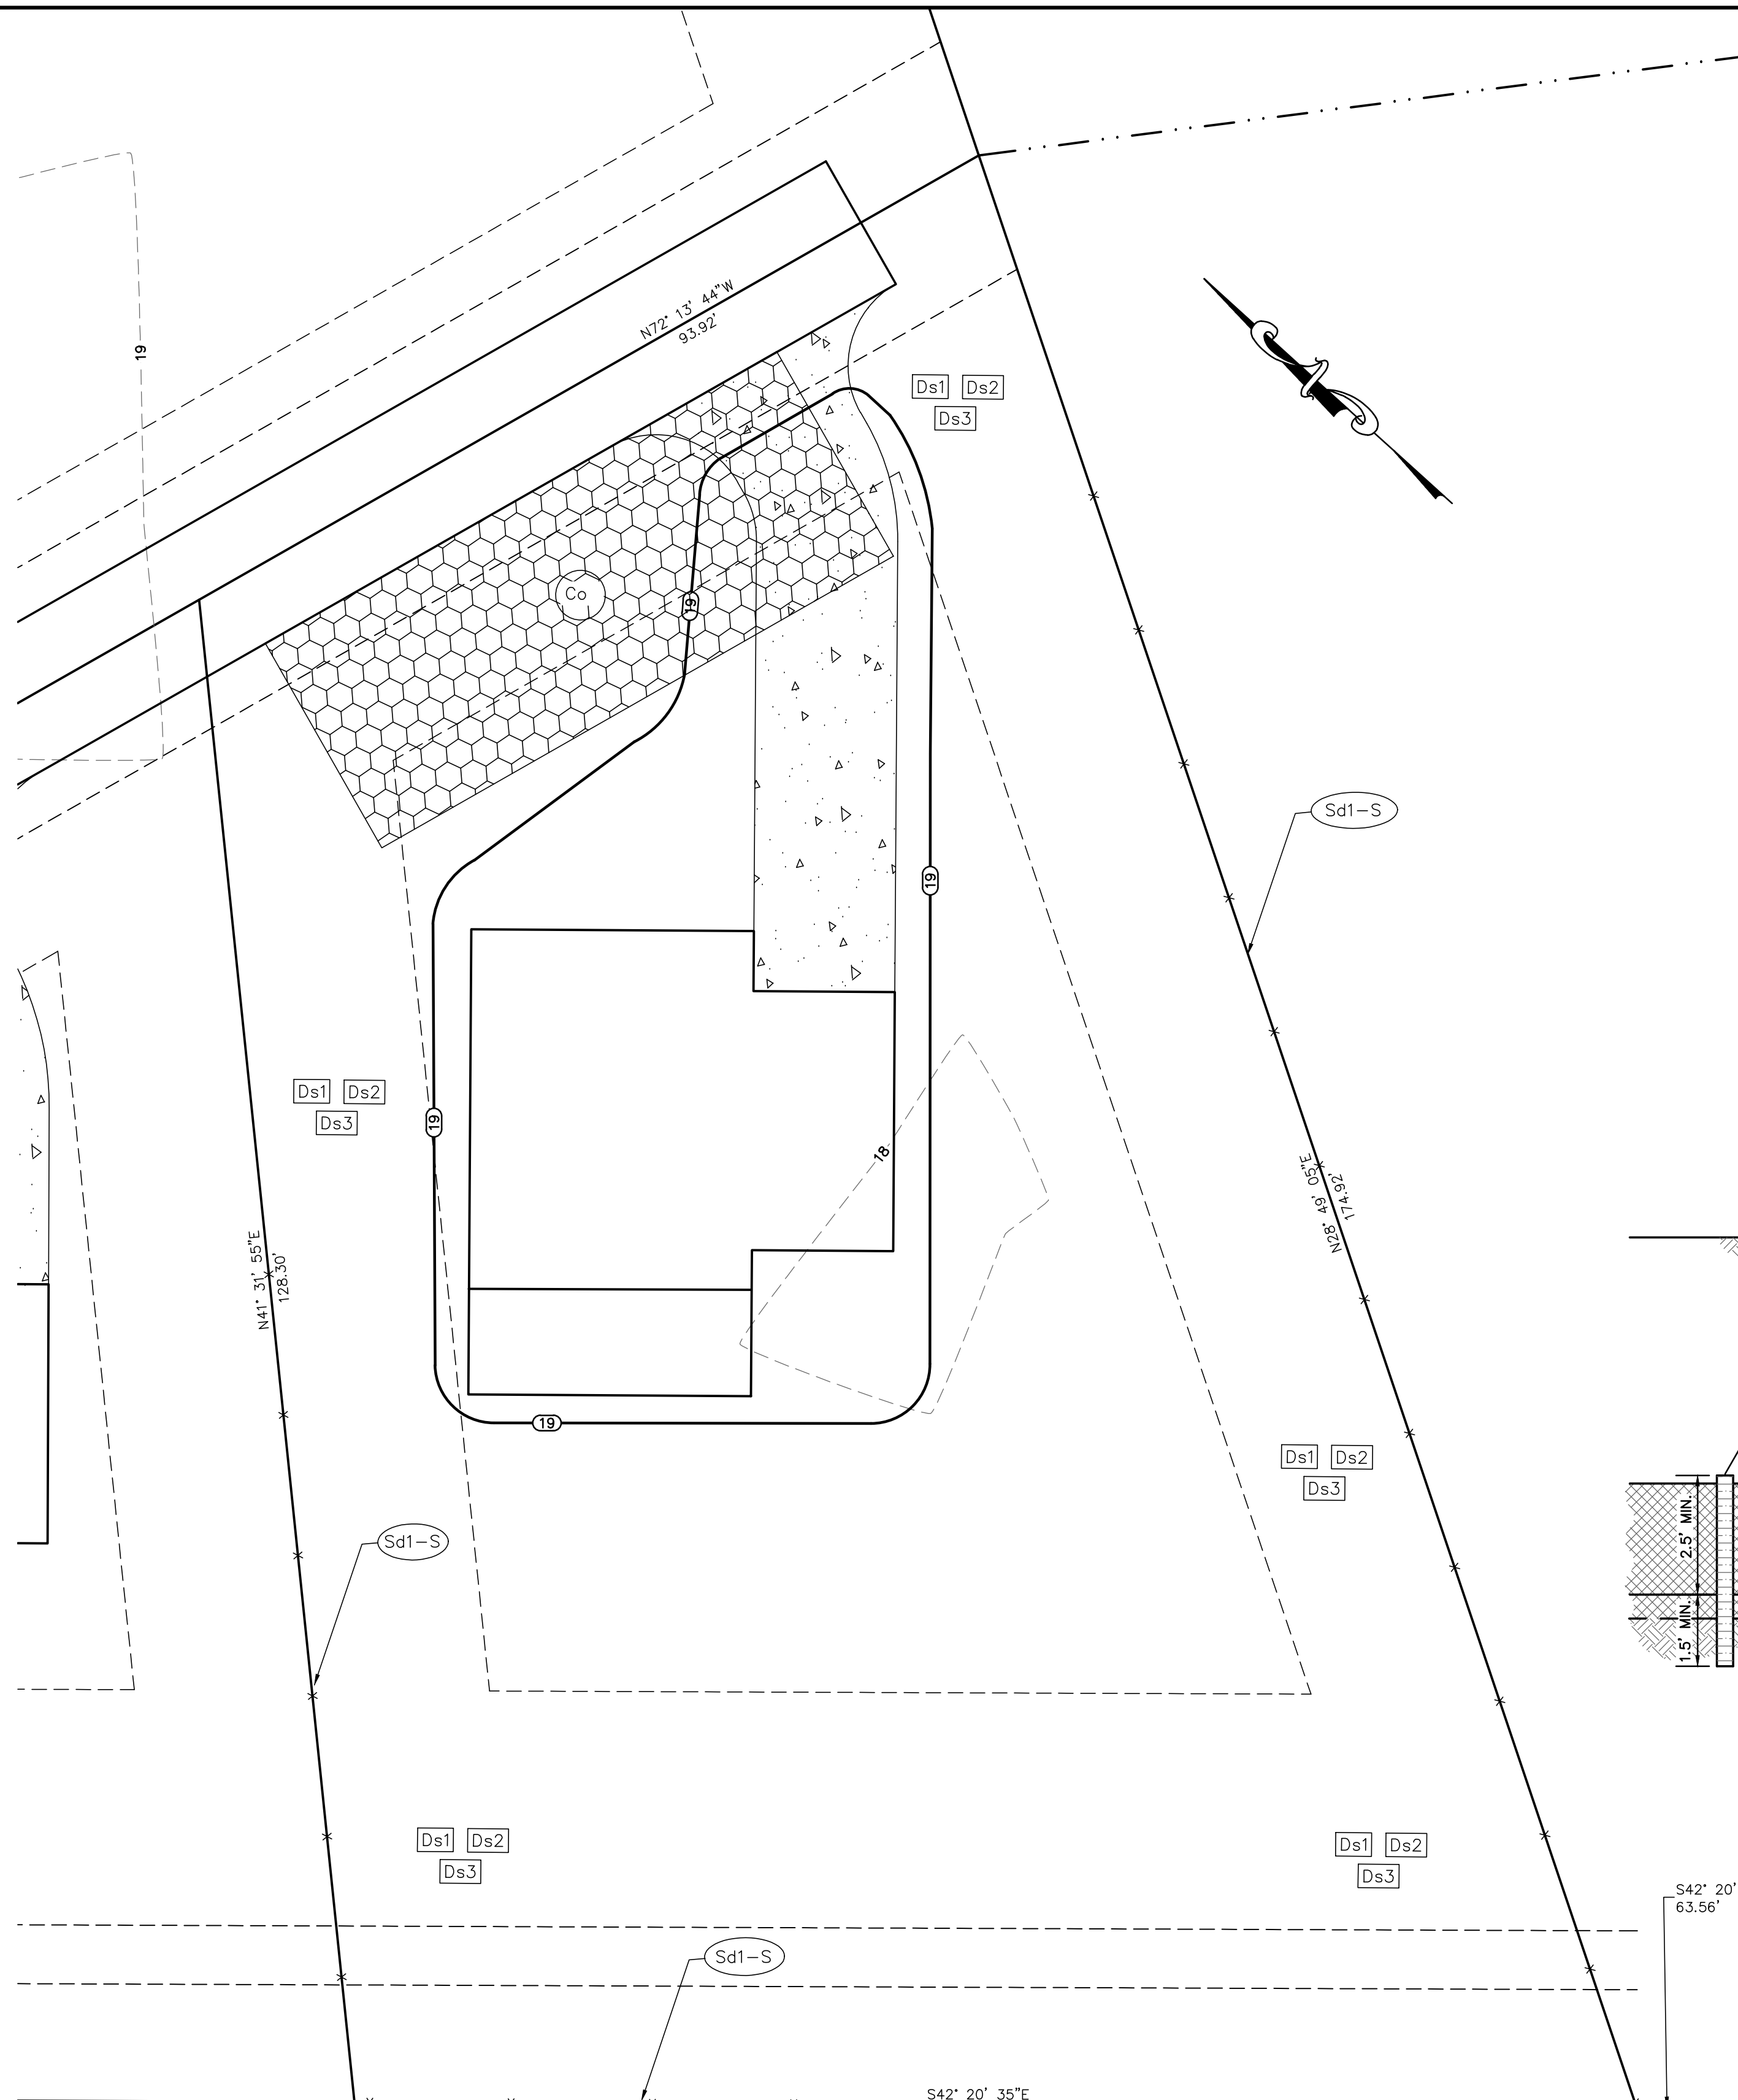 19
N72° 13' 44"W
93.92'
Ds1 Ds2
Ds3
Co
19
Sd1-S
19
Ds1 Ds2
Ds3
19
18
N28° 49' 05"E
174.92'
N41° 31' 55"E
128.30'
19
Ds1 Ds2
Ds3
2.5' MIN.
1.5' MIN.
Sd1-S
Ds1 Ds2
Ds3
Ds1 Ds2
Ds3
S42° 20'
63.56'
Sd1-S
S42° 20' 35"E